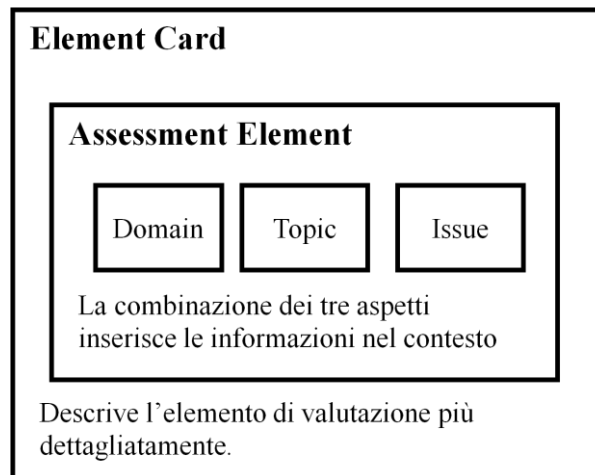 Element Card
Assessment Element
Domain
Topic
Issue
La combinazione dei tre aspetti
inserisce le informazioni nel contesto
Descrive l’elemento di valutazione più
dettagliatamente.